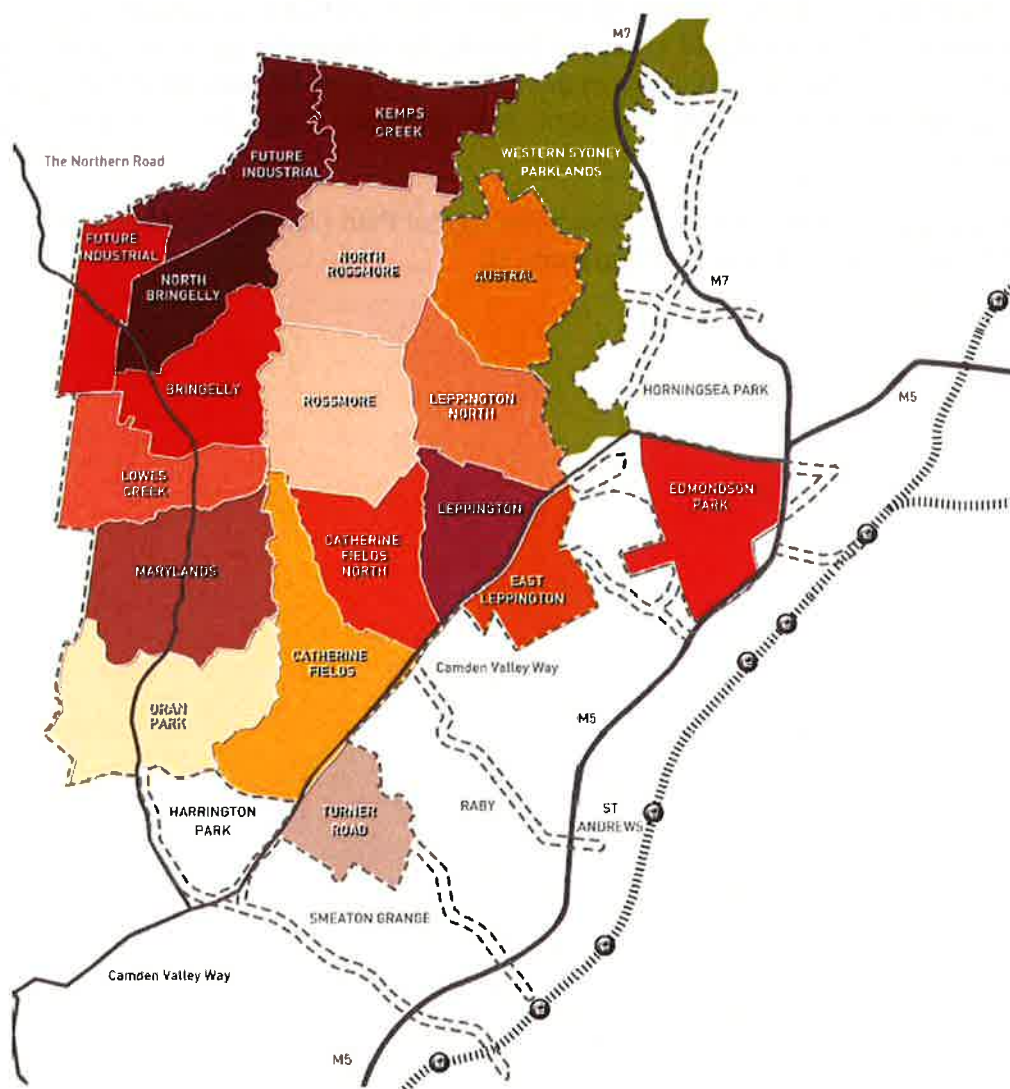 M7
KEMPS
CREEK
The Northern Road
FUTURE
INDUSTRIAL
WESTERN SYDNEY
PARKLANDS
FUTURE
INDUSTRIAL
NORTH
BRINGELLY
NORTH
ROSSMORE
AUSTRAL
M7
BRINGELLY
ROSSMORE
LEPPINGTON
NORTH
HORNINGSEA PARK
M5
LOWES
CREEK
EDMONDSON
PARK
LEPPINGTON
CATHERINE
FIELDS
NORTH
MARYLANDS
EAST
LEPPINGTON
CATHERINE
FIELDS
Camden Valley Way
ORAN
PARK
M5
HARRINGTON
PARK
TURNER
ROAD
RABY
ST
ANDREWS
SMEATON GRANGE
Camden Valley Way
M5